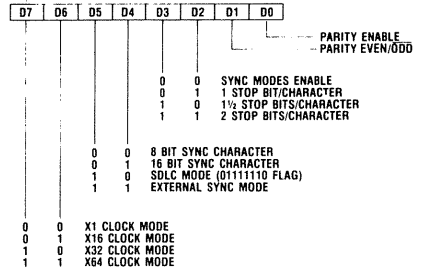 D7 D6 D5 D4 D3 D2 D1 D0
PARITY ENABLE
PARITY EVEN/ODD
0 0 SYNC MODES ENABLE
0 1 1 STOP BIT/CHARACTER
1 0 1½ STOP BITS/CHARACTER
1 1 2 STOP BITS/CHARACTER
0 0 8 BIT SYNC CHARACTER
0 1 16 BIT SYNC CHARACTER
1 0 SDLC MODE (01111110 FLAG)
1 1 EXTERNAL SYNC MODE
0 0 X1 CLOCK MODE
0 1 X16 CLOCK MODE
1 0 X32 CLOCK MODE
1 1 X64 CLOCK MODE